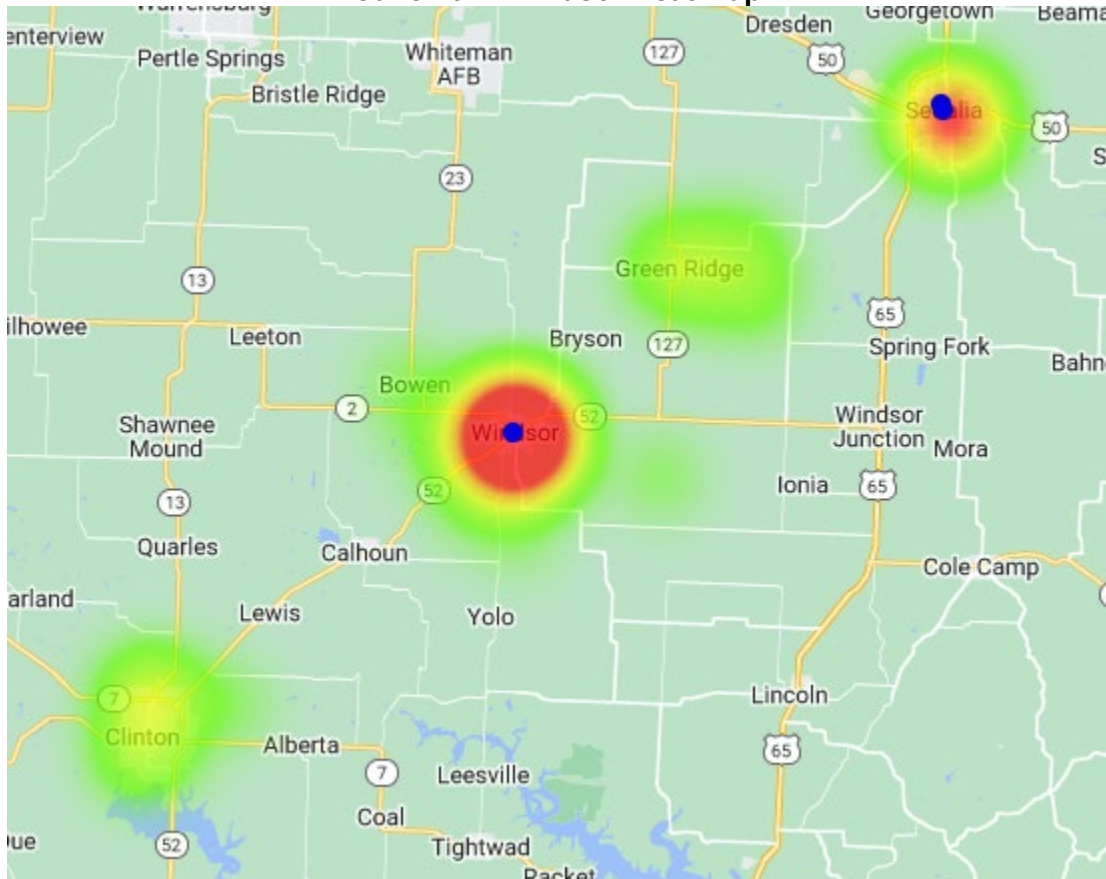 Georgetown
Dresden
Whiteman
AFB
127
50
Pertle Springs
Bristle Ridge
50
23
Green Ridge
13
65
Leeton
Bryson
127
Spring Fork
Bowen
2
52
Windsor
Windsor
Junction
Shawnee
Mound
Mora
52
Ionia
65
13
Quarles
Calhoun
Cole Camp
Lewis
Yolo
7
Lincoln
Clinton
Alberta
65
7
Leesville
Coal
52
Tightwad
Racket